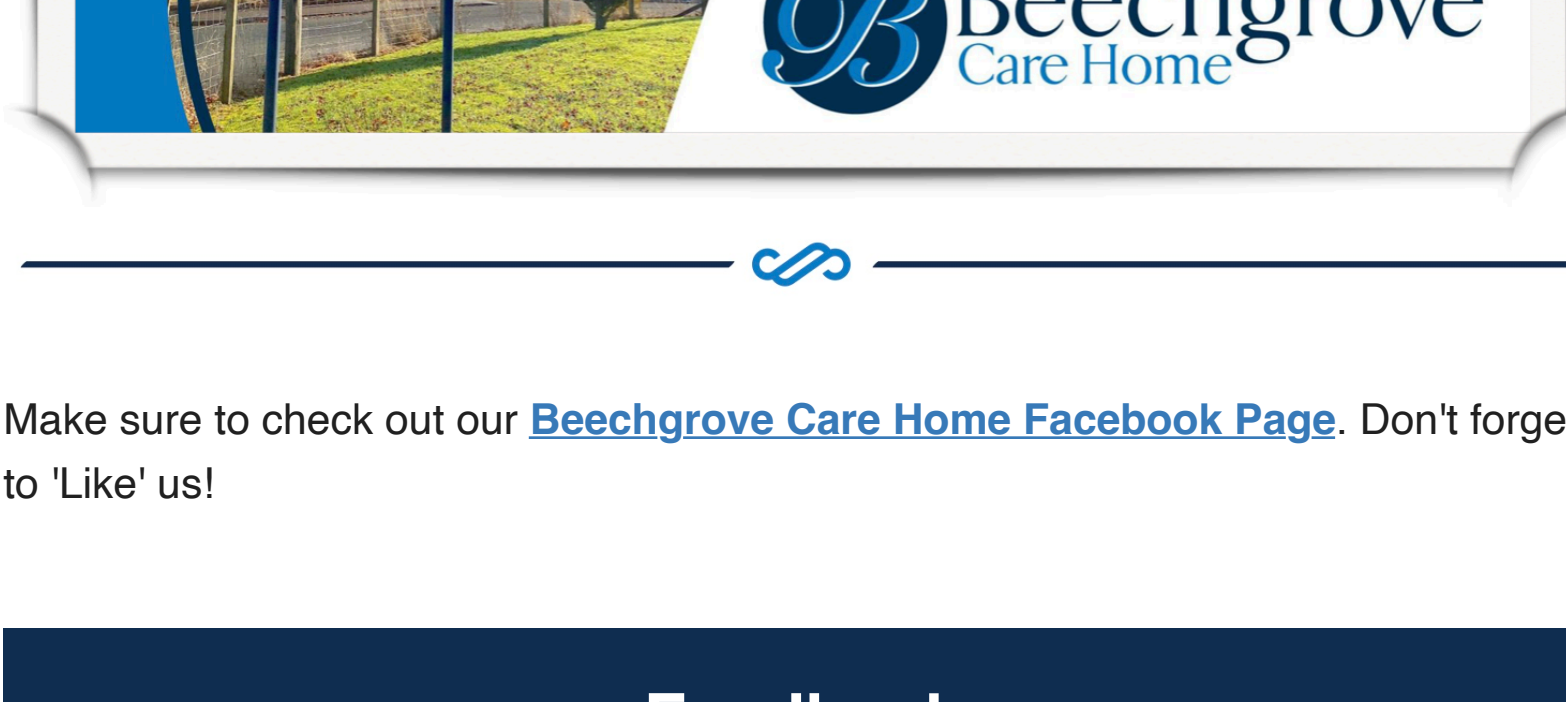 Beechgrove
Care Home
Make sure to check out our Beechgrove Care Home Facebook Page. Don't forge
to 'Like' us!